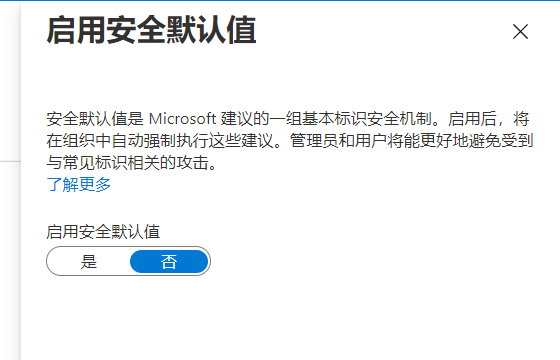 启用安全默认值
安全默认值是 Microsoft 建议的一组基本标识安全机制。启用后，将
在组织中自动强制执行这些建议。管理员和用户将能更好地避免受到
与常见标识相关的攻击。
了解更多
启用安全默认值
是 否